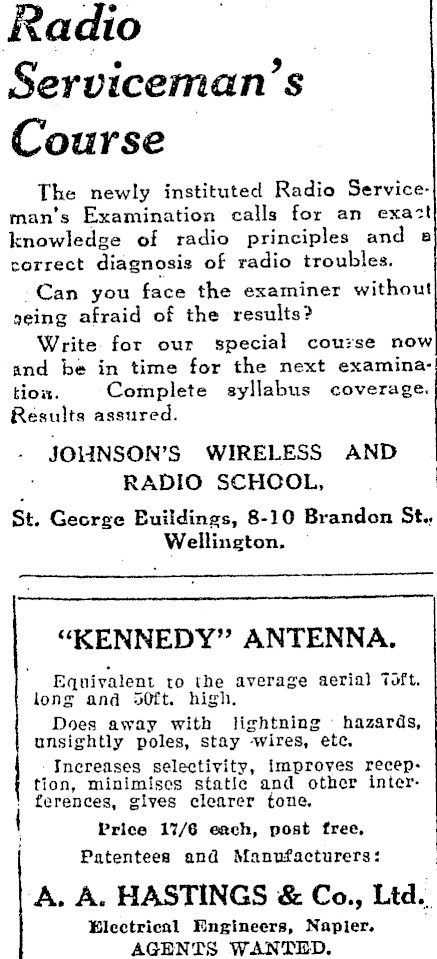 Radio
Serviceman's
Course
The newly instituted Radio Service-
man's Examination calls for an exact
knowledge of radio principles and a
correct diagnosis of radio troubles.
Can you face the examiner without
being afraid of the results?
Write for our special course now
and be in time for the next examina-
tion. Complete syllabus coverage.
Results assured.
JOHNSON'S WIRELESS AND
RADIO SCHOOL,
St. George Buildings, 8-10 Brandon St.,
Wellington.
"KENNEDY" ANTENNA.
Equivalent to the average aerial 75ft.
long and 50ft. high.
Does away with lightning hazards,
unsightly poles, stay wires, etc.
Increases selectivity, improves recep-
tion, minimises static and other inter-
ferences, gives clearer tone.
Price 17/6 each, post free.
Patentees and Manufacturers:
A. A. HASTINGS & Co., Ltd.
Electrical Engineers, Napier.
AGENTS WANTED.